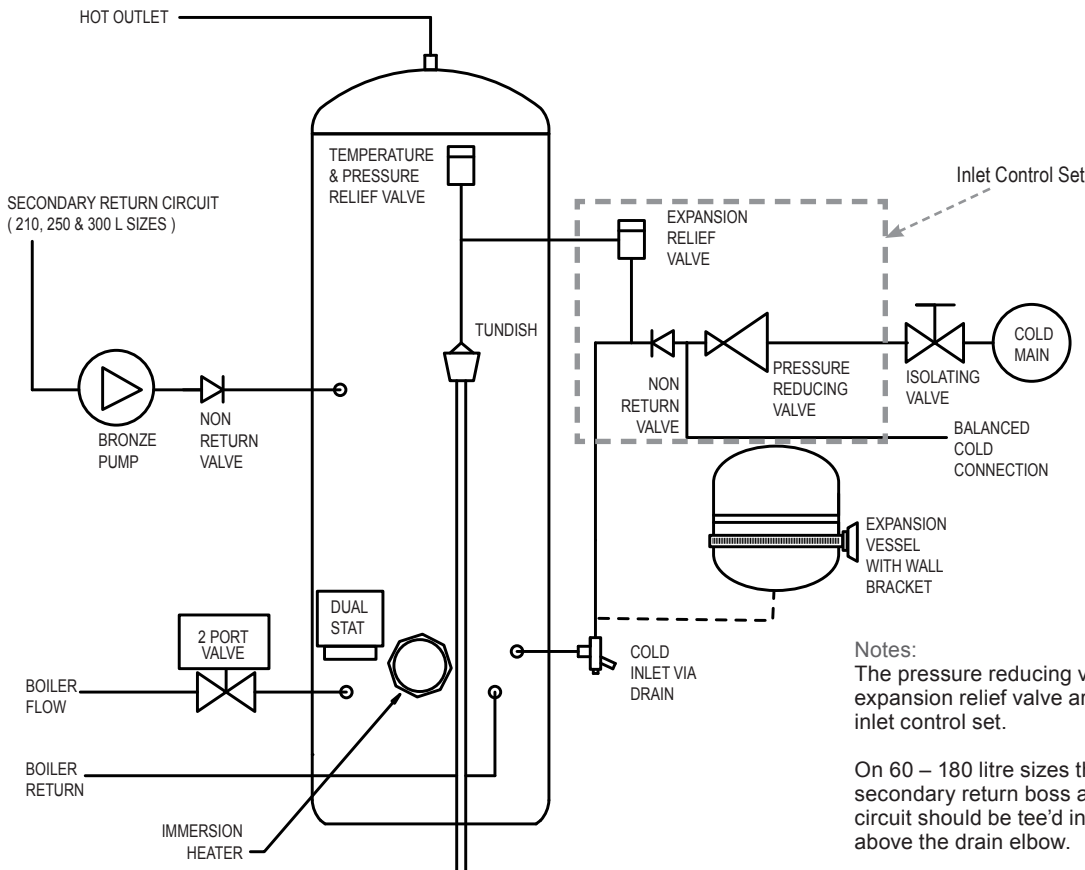 HOT OUTLET
TEMPERATURE
& PRESSURE
RELIEF VALVE
Inlet Control Set
SECONDARY RETURN CIRCUIT
( 210, 250 & 300 L SIZES )
EXPANSION
RELIEF
VALVE
TUNDISH
COLD
MAIN
PRESSURE
REDUCING
VALVE
ISOLATING
VALVE
NON
RETURN
VALVE
BRONZE
PUMP
NON
RETURN
VALVE
BALANCED
COLD
CONNECTION
EXPANSION
VESSEL
WITH WALL
BRACKET
DUAL
STAT
2 PORT
VALVE
COLD
INLET VIA
DRAIN
BOILER
FLOW
BOILER
RETURN
IMMERSION
HEATER
Notes:
The pressure reducing v
expansion relief valve ar
inlet control set.
On 60 – 180 litre sizes th
secondary return boss a
circuit should be tee'd in
above the drain elbow.